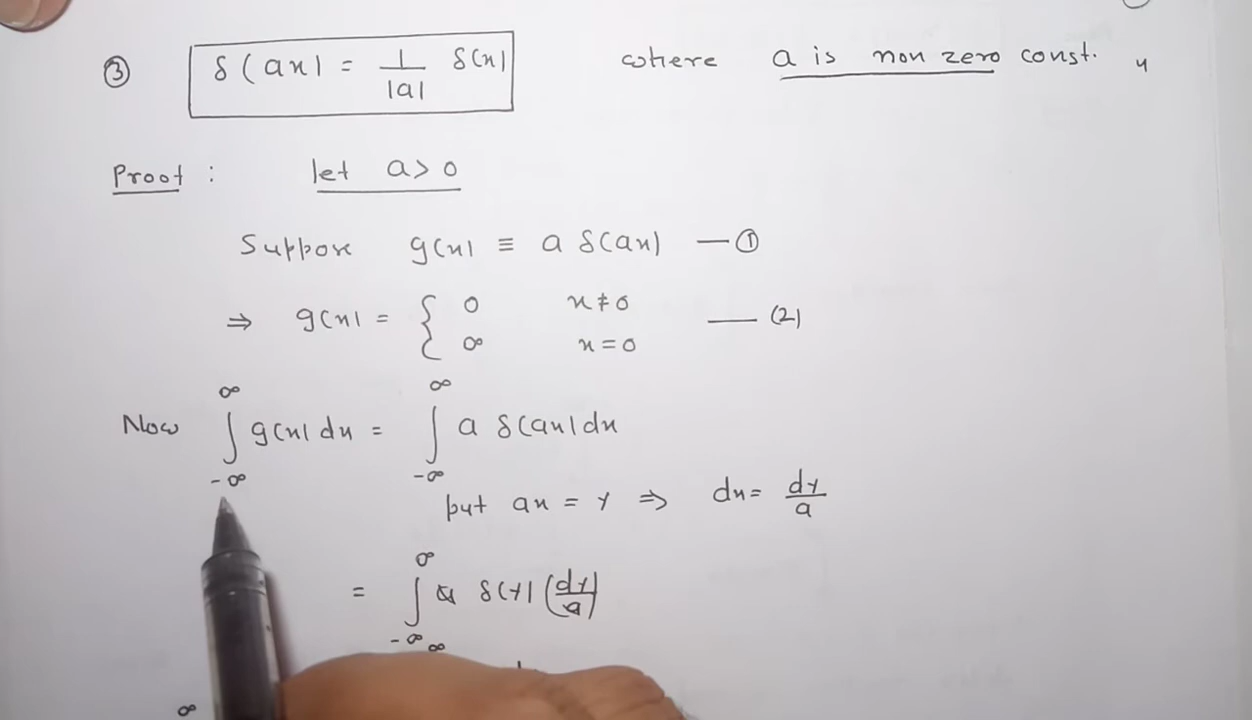 ③ δ(ax) = 1/|a| δ(x) where a is non zero const.
Proof : let a > 0
Suppose g(x) ≡ a δ(ax) — ①
⇒ g(x) = { 0 x ≠ 0
∞ x = 0 — (2)
Now ∫_{-∞}^{∞} g(x) dx = ∫_{-∞}^{∞} a δ(ax) dx
put ax = y ⇒ dx = dy/a
= ∫_{-∞}^{∞} a δ(y) (dy/a)
∞
∞